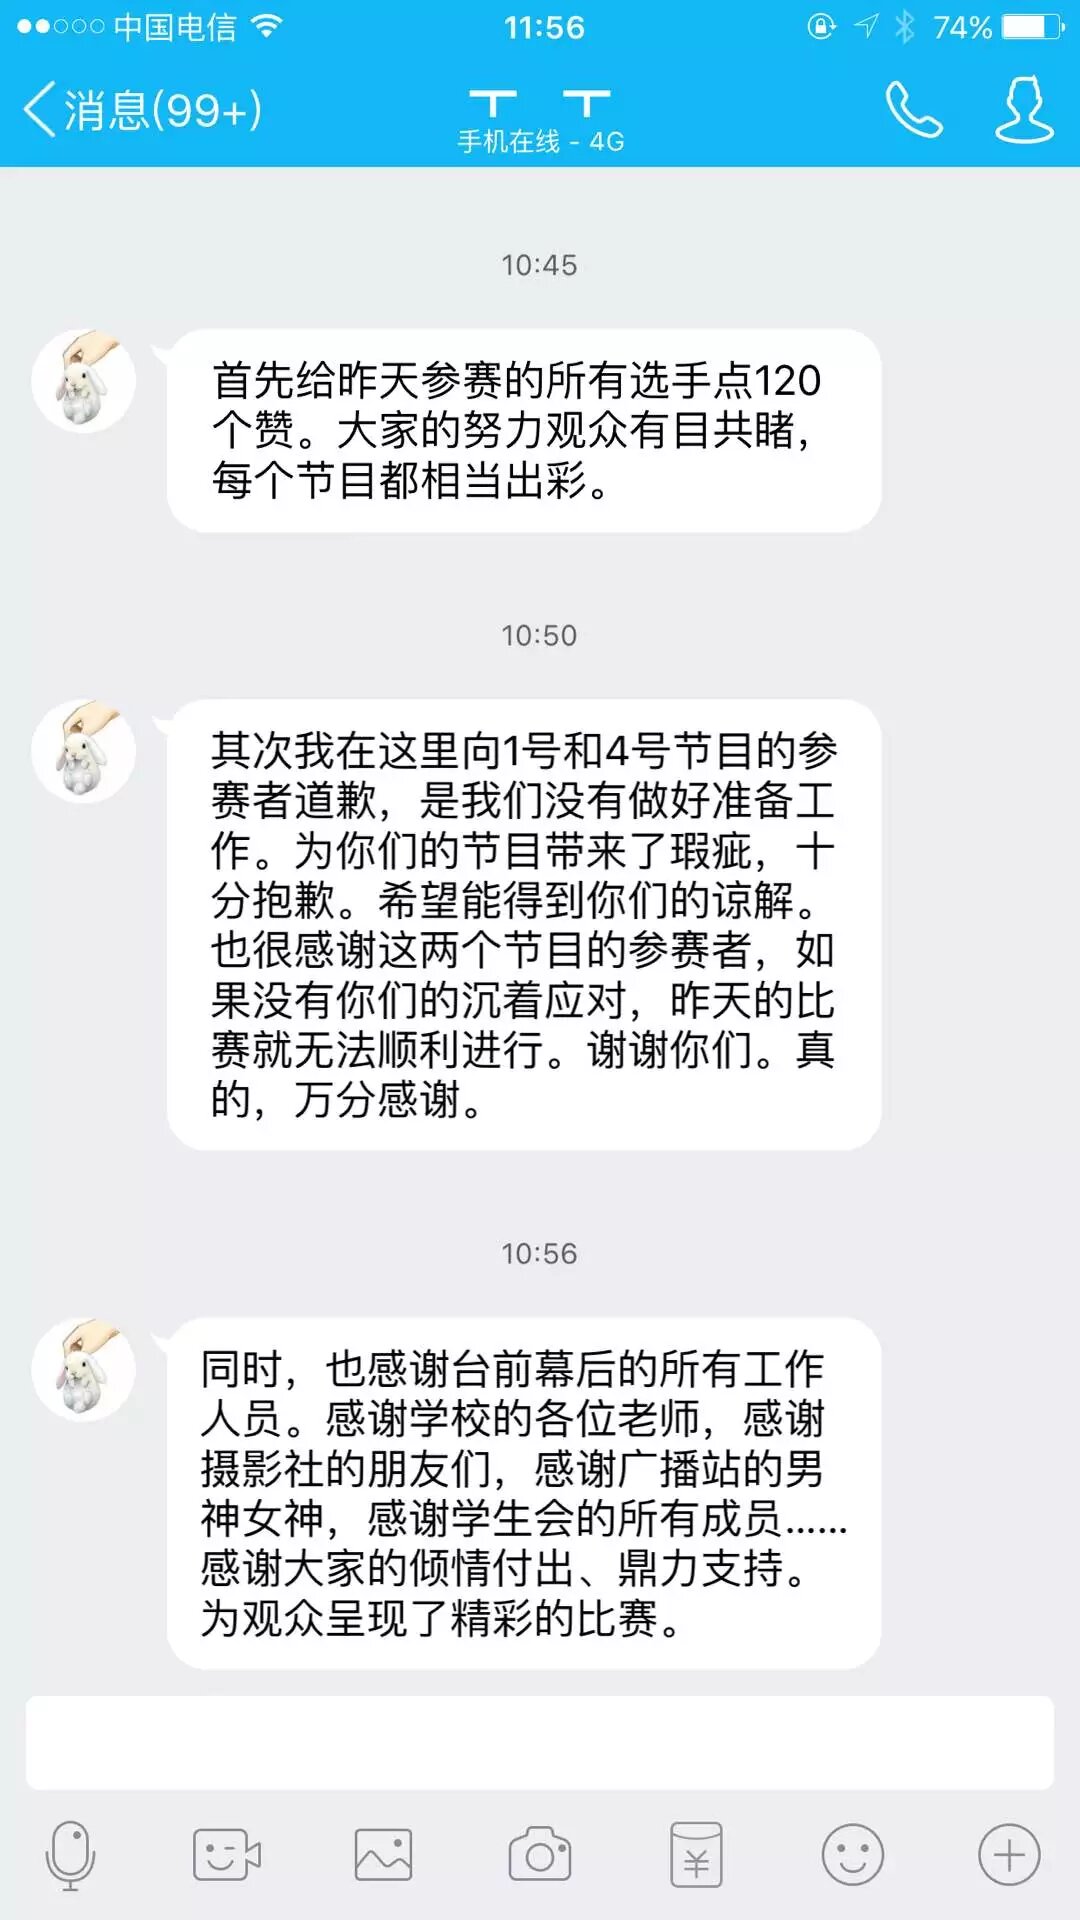 中国电信 11:56 74%
消息(99+)
手机在线 - 4G
10:45
首先给昨天参赛的所有选手点120
个赞。大家的努力观众有目共睹，
每个节目都相当出彩。
10:50
其次我在这里向1号和4号节目的参
赛者道歉，是我们没有做好准备工
作。为你们的节目带来了瑕疵，十
分抱歉。希望能得到你们的谅解。
也很感谢这两个节目的参赛者，如
果没有你们的沉着应对，昨天的比
赛就无法顺利进行。谢谢你们。真
的，万分感谢。
10:56
同时，也感谢台前幕后的所有工作
人员。感谢学校的各位老师，感谢
摄影社的朋友们，感谢广播站的男
神女神，感谢学生会的所有成员……
感谢大家的倾情付出、鼎力支持。
为观众呈现了精彩的比赛。
¥